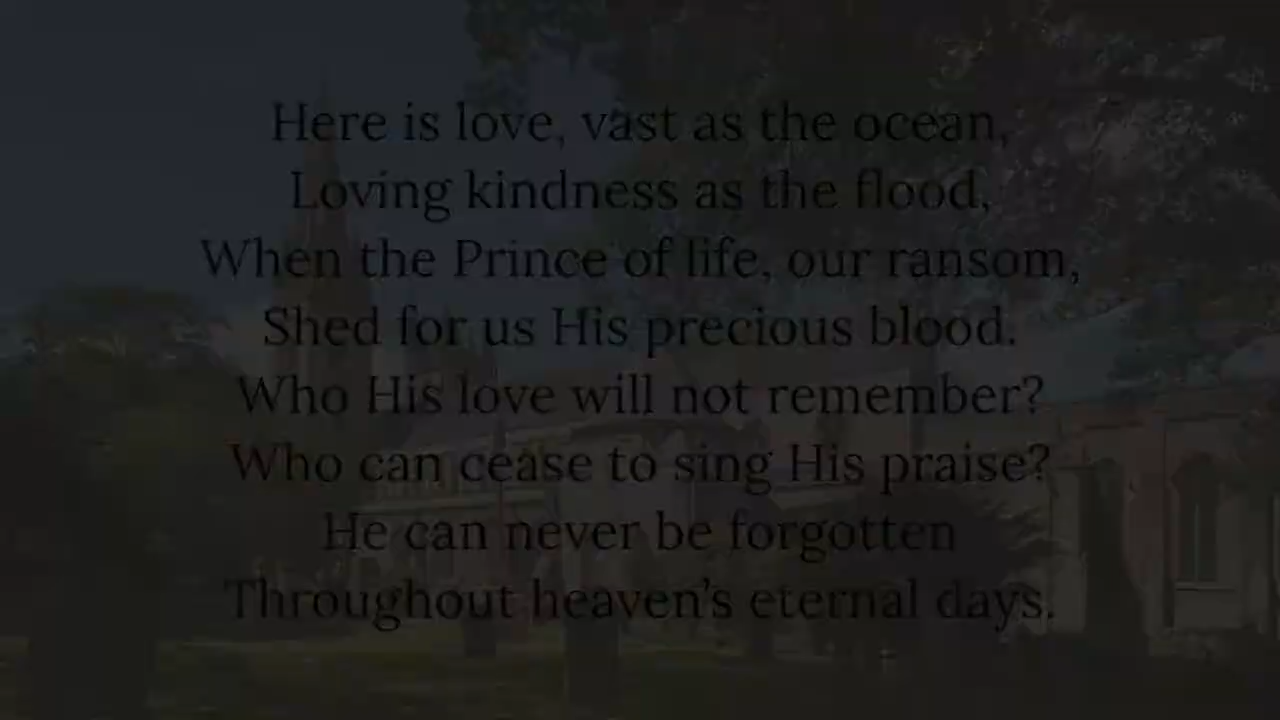 Here is love, vast as the ocean,
Loving kindness as the flood,
When the Prince of life, our ransom,
Shed for us His precious blood.
Who His love will not remember?
Who can cease to sing His praise?
He can never be forgotten
Throughout heaven’s eternal days.